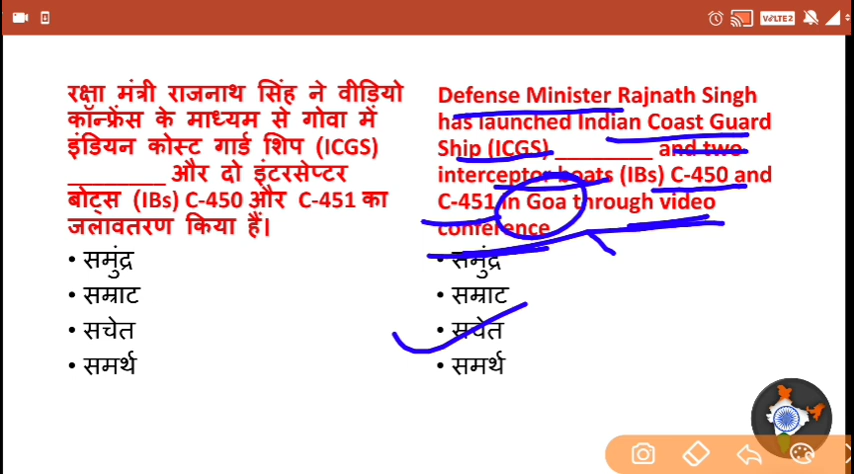 VoLTE2
रक्षा मंत्री राजनाथ सिंह ने वीडियो
कॉन्फ्रेंस के माध्यम से गोवा में
इंडियन कोस्ट गार्ड शिप (ICGS)
________ और दो इंटरसेप्टर
बोट्स (IBs) C-450 और C-451 का
जलावतरण किया हैं।
• समुंद्र
• सम्राट
• सचेत
• समर्थ
Defense Minister Rajnath Singh
has launched Indian Coast Guard
Ship (ICGS) ________ and two
interceptor boats (IBs) C-450 and
C-451 in Goa through video
conference
• समुंद्र
• सम्राट
• सचेत
• समर्थ